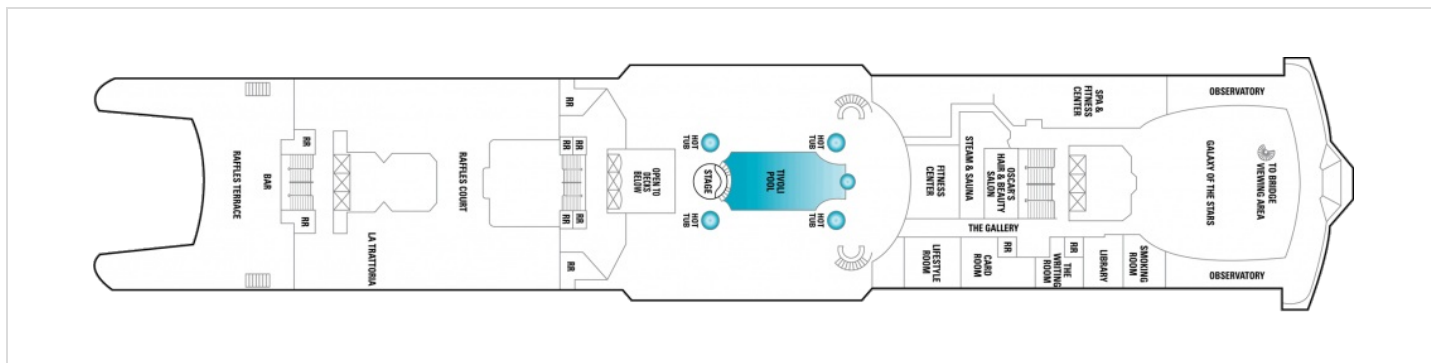 RAFFLES TERRACE
BAR
RR
RR
LA TRATTORIA
RAFFLES COURT
RR
RR
RR
RR
RR
RR
OPEN TO
DECKS
BELOW
HOT
TUB
HOT
TUB
STAGE
TIVOLI
POOL
HOT
TUB
HOT
TUB
FITNESS
CENTER
STEAM & SAUNA
OSCAR'S
HAIR & BEAUTY
SALON
SPA &
FITNESS
CENTER
THE GALLERY
LIFESTYLE
ROOM
CARD
ROOM
RR
THE
WRITING
ROOM
RR
LIBRARY
SMOKING
ROOM
OBSERVATORY
GALAXY OF THE STARS
TO BRIDGE
VIEWING AREA
OBSERVATORY